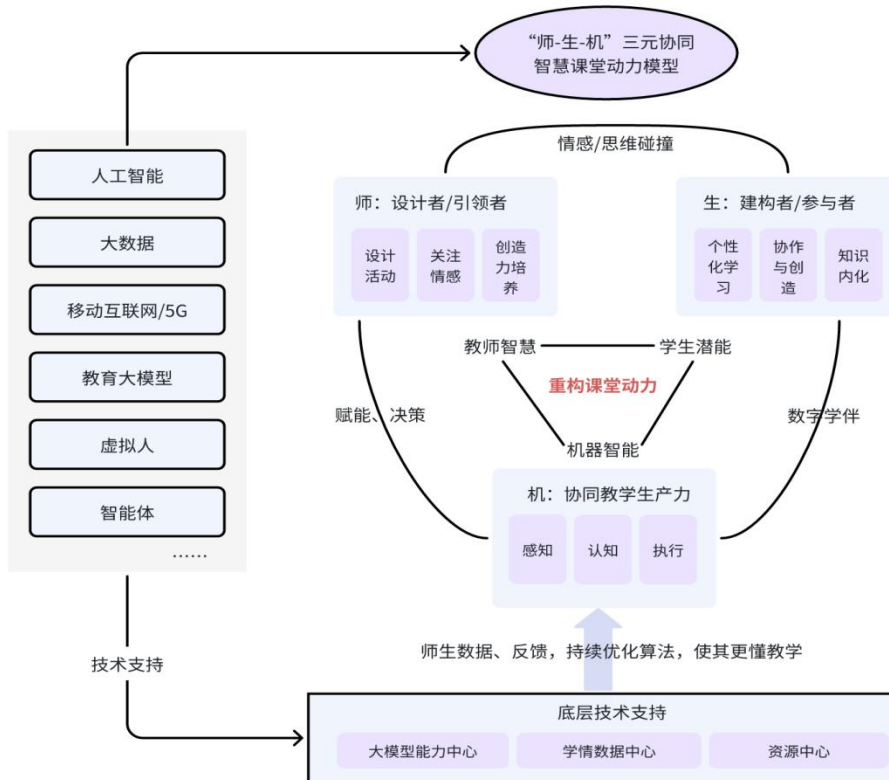 “师-生-机”三元协同
智慧课堂动力模型
人工智能
大数据
移动互联网/5G
教育大模型
虚拟人
智能体
……
技术支持
情感/思维碰撞
师：设计者/引领者
设计
活动
关注
情感
创造
力培
养
生：建构者/参与者
个性
化学
习
协作
与创
造
知识
内化
教师智慧
学生潜能
重构课堂动力
机器智能
赋能、决策
数字学伴
机：协同教学生产力
感知
认知
执行
师生数据、反馈，持续优化算法，使其更懂教学
底层技术支持
大模型能力中心
学情数据中心
资源中心